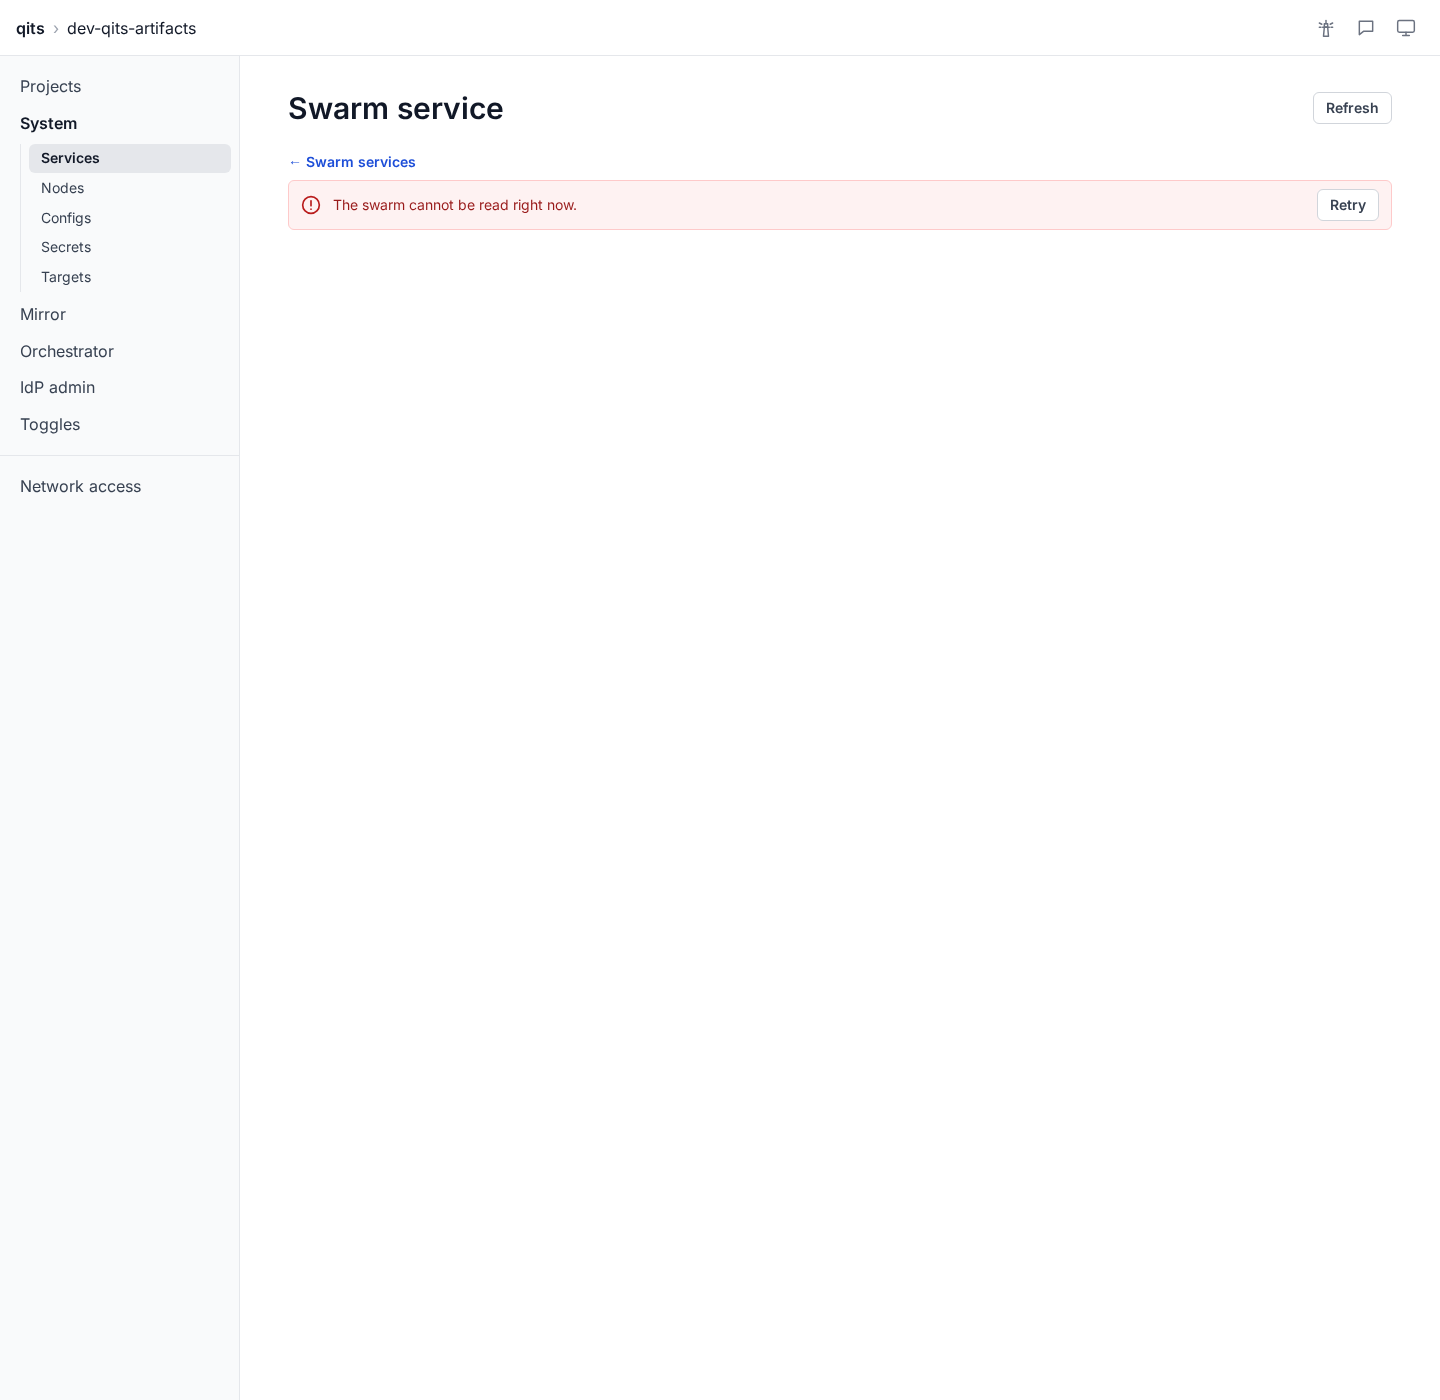 qits › dev-qits-artifacts
Projects
System
Services
Nodes
Configs
Secrets
Targets
Mirror
Orchestrator
IdP admin
Toggles
Network access
Swarm service
Refresh
← Swarm services
The swarm cannot be read right now.
Retry